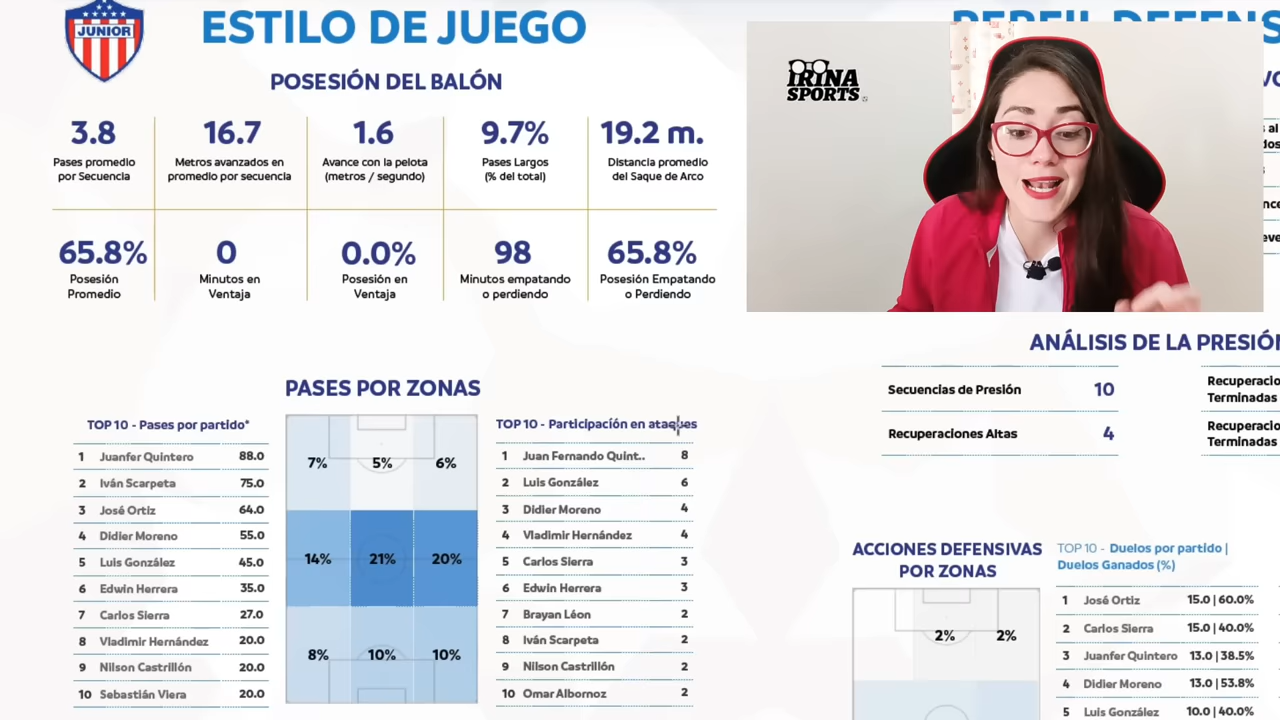 JUNIOR
ESTILO DE JUEGO
POSESIÓN DEL BALÓN
3.8
Pases promedio
por Secuencia
16.7
Metros avanzados en
promedio por secuencia
1.6
Avance con la pelota
(metros / segundo)
9.7%
Pases Largos
(% del total)
19.2 m.
Distancia promedio
del Saque de Arco
65.8%
Posesión
Promedio
0
Minutos en
Ventaja
0.0%
Posesión en
Ventaja
98
Minutos empatando
o perdiendo
65.8%
Posesión Empatando
o Perdiendo
IRINA
SPORTS
PASES POR ZONAS
TOP 10 - Pases por partido*
1 Juanfer Quintero 88.0
2 Iván Scarpeta 75.0
3 José Ortiz 64.0
4 Didier Moreno 55.0
5 Luis González 45.0
6 Edwin Herrera 35.0
7 Carlos Sierra 27.0
8 Vladimir Hernández 20.0
9 Nilson Castrillón 20.0
10 Sebastián Viera 20.0
7% 5% 6%
14% 21% 20%
8% 10% 10%
TOP 10 - Participación en ataques
1 Juan Fernando Quint.. 8
2 Luis González 6
3 Didier Moreno 4
4 Vladimir Hernández 4
5 Carlos Sierra 3
6 Edwin Herrera 3
7 Brayan Léon 2
8 Iván Scarpeta 2
9 Nilson Castrillón 2
10 Omar Albornoz 2
ANÁLISIS DE LA PRESIÓN
Secuencias de Presión 10
Recuperaciones Altas 4
Recuperacio
Terminadas
Recuperacio
Terminadas
ACCIONES DEFENSIVAS
POR ZONAS
2% 2%
TOP 10 - Duelos por partido |
Duelos Ganados (%)
1 José Ortiz 15.0 | 60.0%
2 Carlos Sierra 15.0 | 40.0%
3 Juanfer Quintero 13.0 | 38.5%
4 Didier Moreno 13.0 | 53.8%
5 Luis González 10.0 | 40.0%